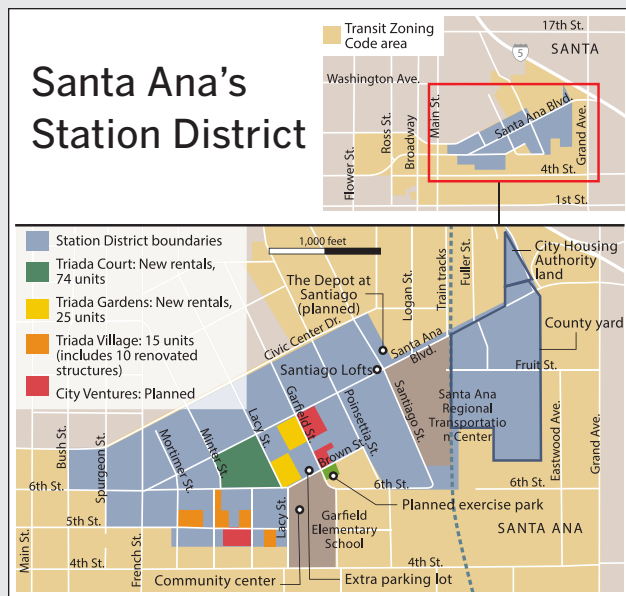 Santa Ana's
Station District
Transit Zoning
Code area
17th St.
5
SANTA
Washington Ave.
Flower St.
Ross St.
Broadway
Main St.
Santa Ana Blvd.
Grand Ave.
4th St.
1st St.
Station District boundaries
Triada Court: New rentals,
74 units
Triada Gardens: New rentals,
25 units
Triada Village: 15 units
(includes 10 renovated
structures)
City Ventures: Planned
1,000 feet
The Depot at
Santiago
(planned)
Logan St.
Train tracks
Fuller St.
City Housing
Authority
land
County yard
Civic Center Dr.
Santa Ana
Blvd.
Santiago Lofts
Fruit St.
Bush St.
Spurgeon St.
Mortimer St.
Minter St.
Lacy St.
Garfield St.
Poinsettia St.
Santiago St.
Santa Ana
Regional
Transportatio
n Center
Eastwood Ave.
Grand Ave.
Brown St.
6th St.
6th St.
6th St.
Planned exercise park
5th St.
Lacy St.
Garfield
Elementary
School
SANTA ANA
Main St.
French St.
4th St.
4th St.
Community center
Extra parking lot